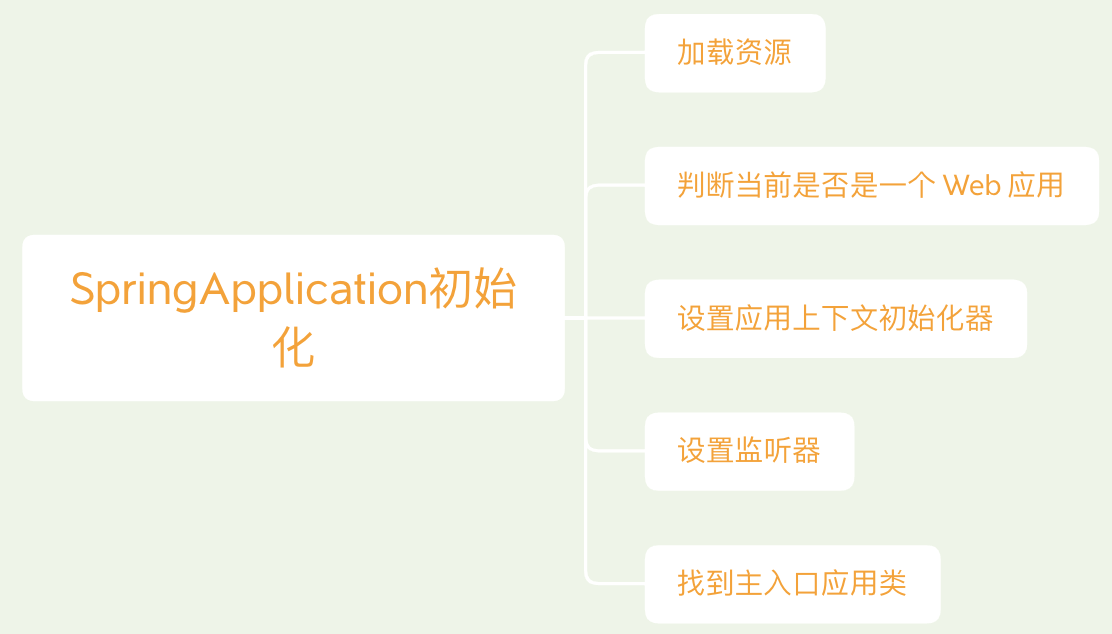 加载资源
判断当前是否是一个 Web 应用
SpringApplication初始
化
设置应用上下文初始化器
设置监听器
找到主入口应用类